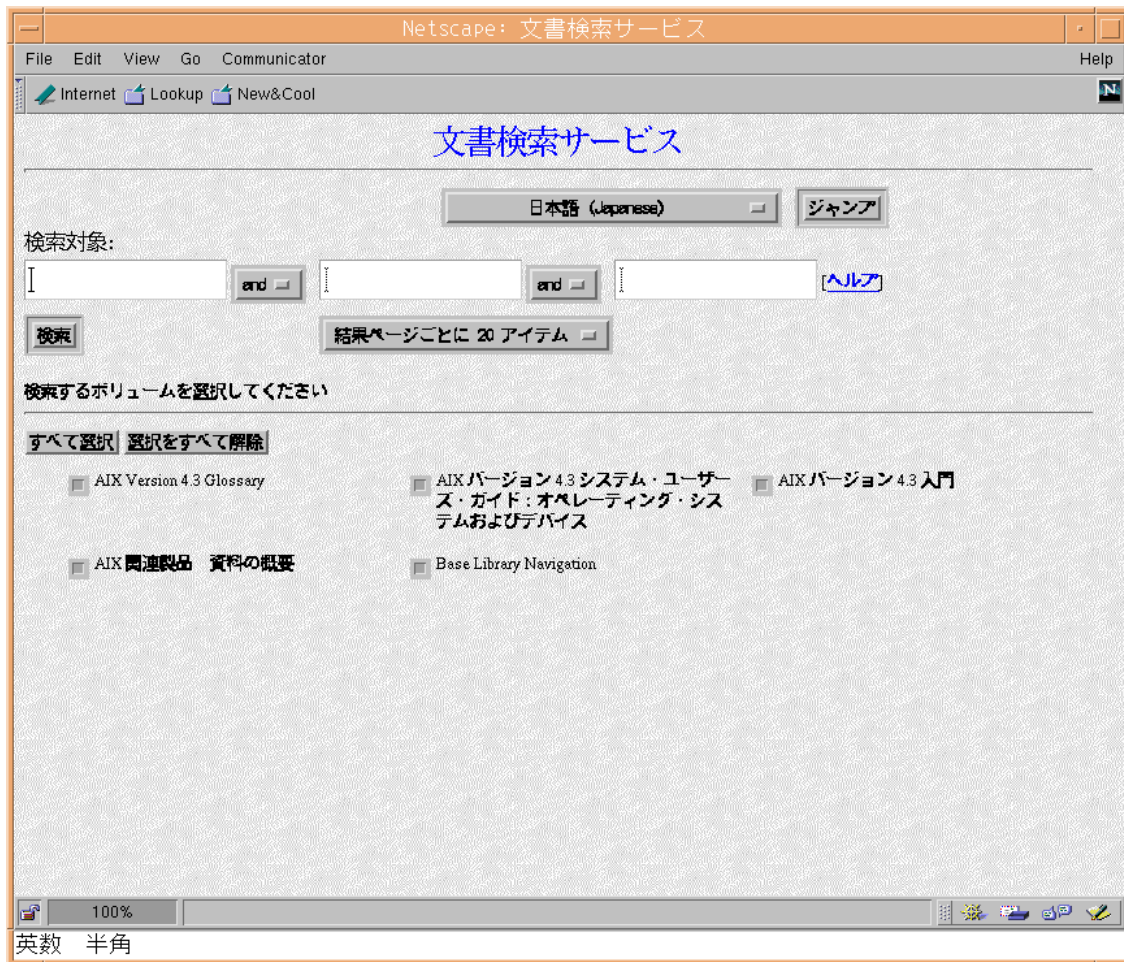 Netscape: 文書検索サービス
File Edit View Go Communicator Help
Internet Lookup New&Cool N
文書検索サービス
日本語 (Japanese) ジャンプ
検索対象:
and and [ヘルプ]
検索 結果ページごとに 20 アイテム
検索するボリュームを選択してください
すべて選択 選択をすべて解除
AIX Version 4.3 Glossary
AIX バージョン 4.3 システム・ユーザー
ズ・ガイド : オペレーティング・シス
テムおよびデバイス
AIX バージョン 4.3 入門
AIX 関連製品　資料の概要
Base Library Navigation
100%
英数　半角